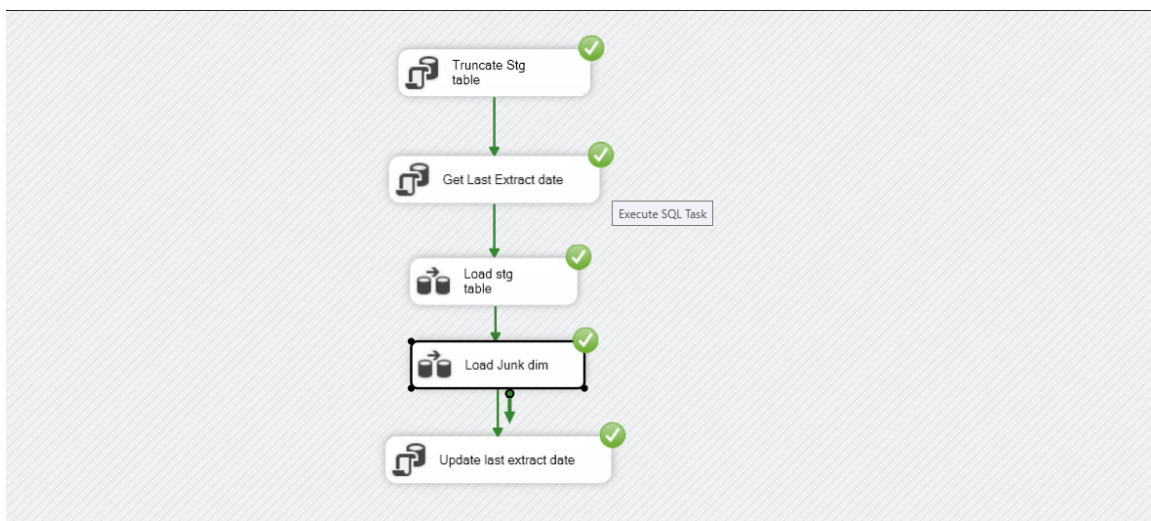 Truncate Stg
table
Get Last Extract date
Execute SQL Task
Load stg
table
Load Junk dim
Update last extract date